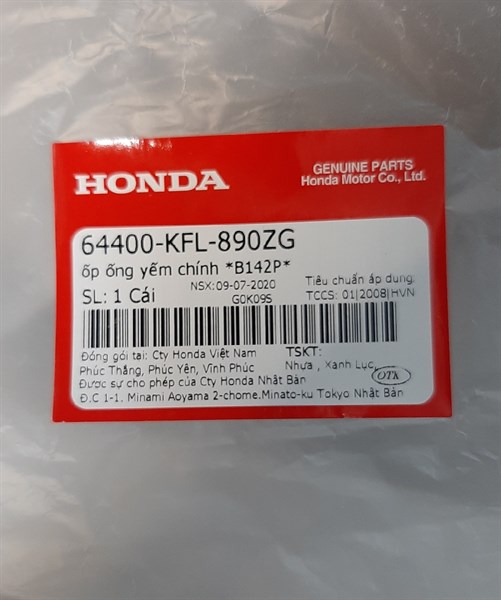 HONDA
GENUINE PARTS
Honda Motor Co., Ltd.
64400-KFL-890ZG
ốp ống yếm chính *B142P*
SL: 1 Cái
NSX:09-07-2020
G0K09S
Tiêu chuẩn áp dụng:
TCCS: 01|2008|HVN
Đóng gói tại: Cty Honda Việt Nam
Phúc Thắng, Phúc Yên, Vĩnh Phúc
Được sự cho phép của Cty Honda Nhật Bản
Đ.C 1-1. Minami Aoyama 2-chome.Minato-ku Tokyo Nhật Bản
TSKT:
Nhựa , Xanh Lục,
OTK